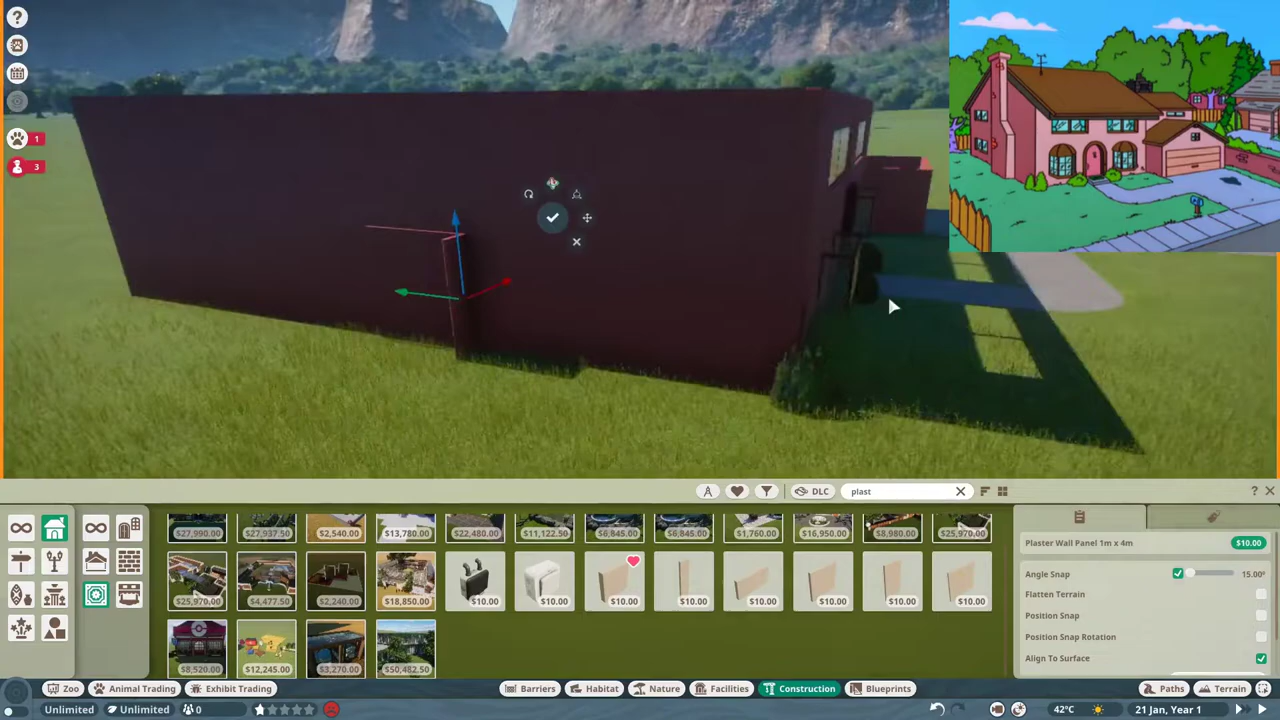 ?
1
3
DLC
plast
? ×
$27,990.00
$27,937.50
$2,540.00
$13,780.00
$22,480.00
$11,122.50
$6,845.00
$6,845.00
$1,760.00
$16,950.00
$8,980.00
$25,970.00
$25,970.00
$4,477.50
$2,240.00
$18,850.00
$10.00
$10.00
$10.00
$10.00
$10.00
$10.00
$10.00
$10.00
$8,520.00
$12,245.00
$3,270.00
$50,482.50
Plaster Wall Panel 1m x 4m
$10.00
Angle Snap
15.00°
Flatten Terrain
Position Snap
Position Snap Rotation
Align To Surface
Zoo
Animal Trading
Exhibit Trading
Barriers
Habitat
Nature
Facilities
Construction
Blueprints
Paths
Terrain
Unlimited
Unlimited
0
42°C
21 Jan, Year 1